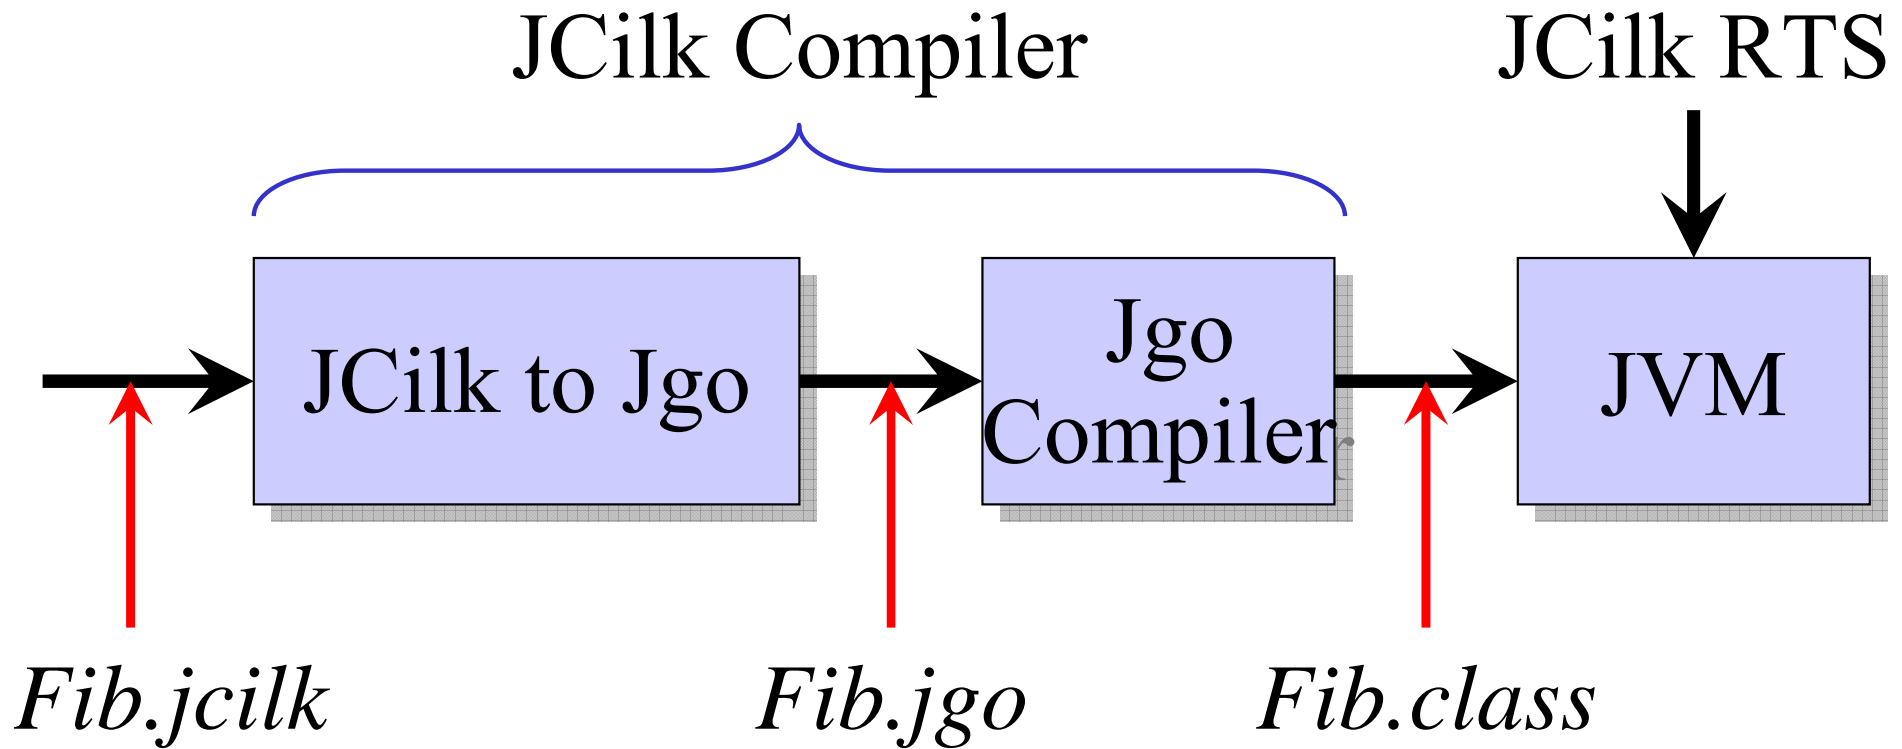 JCilk Compiler
JCilk RTS
JCilk to Jgo
Jgo
Compiler
JVM
Fib.jcilk
Fib.jgo
Fib.class